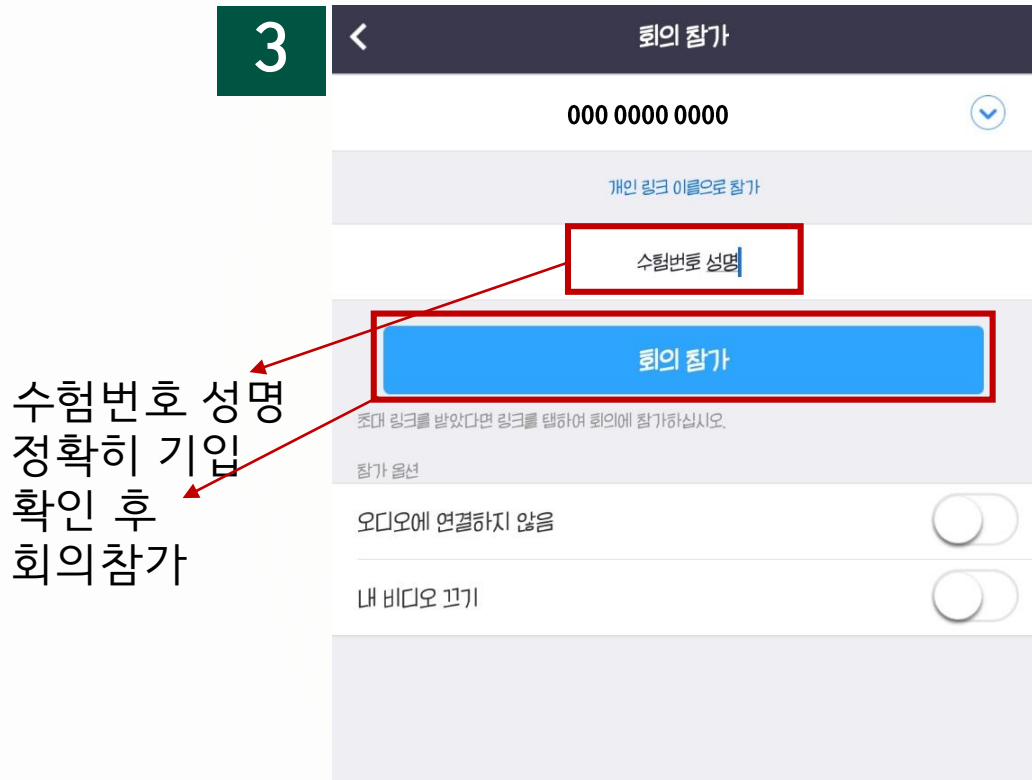 3
회의 참가
000 0000 0000
개인 링크 이름으로 참가
수험번호 성명
회의 참가
초대 링크를 받았다면 링크를 탭하여 회의에 참가하십시오.
참가 옵션
오디오에 연결하지 않음
내 비디오 끄기
수험번호 성명
정확히 기입
확인 후
회의참가